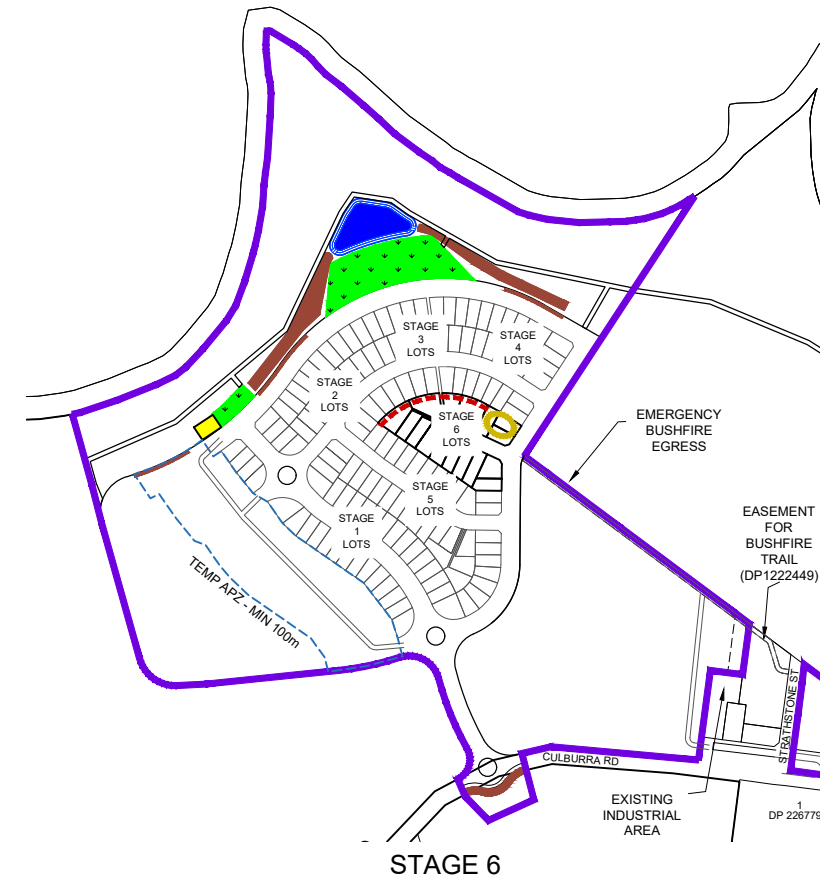 STAGE
3
LOTS
STAGE
4
LOTS
STAGE
2
LOTS
STAGE
6
LOTS
EMERGENCY
BUSHFIRE
EGRESS
STAGE
5
LOTS
STAGE
1
LOTS
EASEMENT
FOR
BUSHFIRE
TRAIL
(DP1222449)
TEMP APZ - MIN 100m
STRATHSTONE ST
CULBURRA RD
EXISTING
INDUSTRIAL
AREA
1
DP 226779
STAGE 6